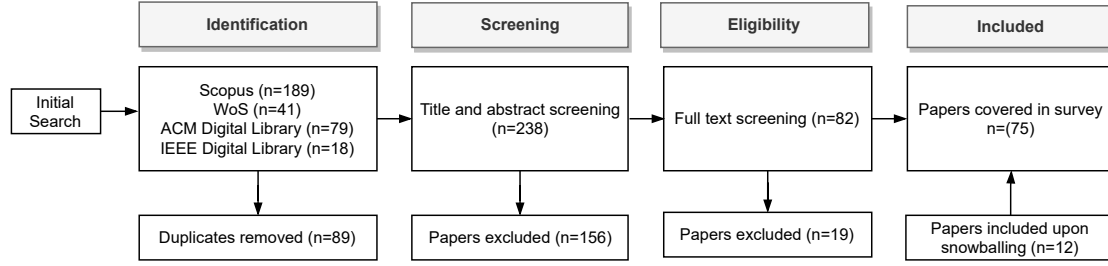 Identification
Screening
Eligibility
Included
Initial
Search
Scopus (n=189)
WoS (n=41)
ACM Digital Library (n=79)
IEEE Digital Library (n=18)
Title and abstract screening
(n=238)
Full text screening (n=82)
Papers covered in survey
n=(75)
Duplicates removed (n=89)
Papers excluded (n=156)
Papers excluded (n=19)
Papers included upon
snowballing (n=12)